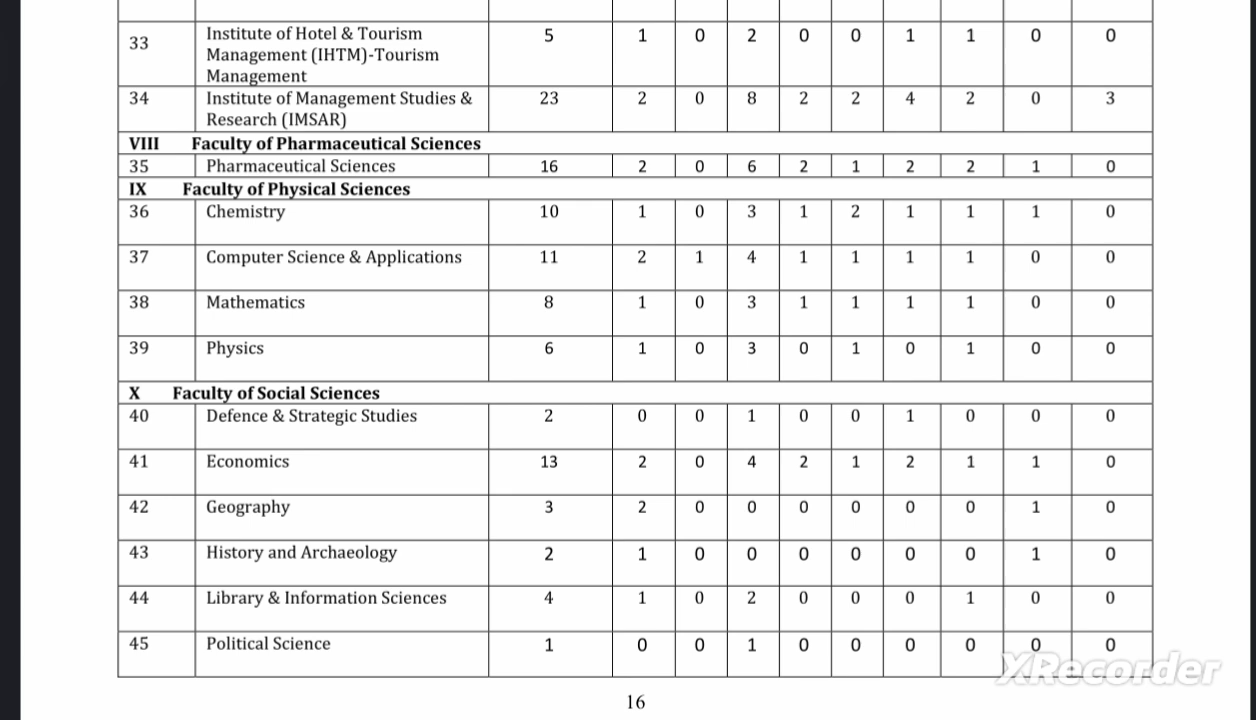 33 Institute of Hotel & Tourism 5 1 0 2 0 0 1 1 0 0
Management (IHTM)-Tourism
Management
34 Institute of Management Studies & 23 2 0 8 2 2 4 2 0 3
Research (IMSAR)
VIII Faculty of Pharmaceutical Sciences
35 Pharmaceutical Sciences 16 2 0 6 2 1 2 2 1 0
IX Faculty of Physical Sciences
36 Chemistry 10 1 0 3 1 2 1 1 1 0
37 Computer Science & Applications 11 2 1 4 1 1 1 1 0 0
38 Mathematics 8 1 0 3 1 1 1 1 0 0
39 Physics 6 1 0 3 0 1 0 1 0 0
X Faculty of Social Sciences
40 Defence & Strategic Studies 2 0 0 1 0 0 1 0 0 0
41 Economics 13 2 0 4 2 1 2 1 1 0
42 Geography 3 2 0 0 0 0 0 0 1 0
43 History and Archaeology 2 1 0 0 0 0 0 0 1 0
44 Library & Information Sciences 4 1 0 2 0 0 0 1 0 0
45 Political Science 1 0 0 1 0 0 0 0 0 0
XRecorder
16